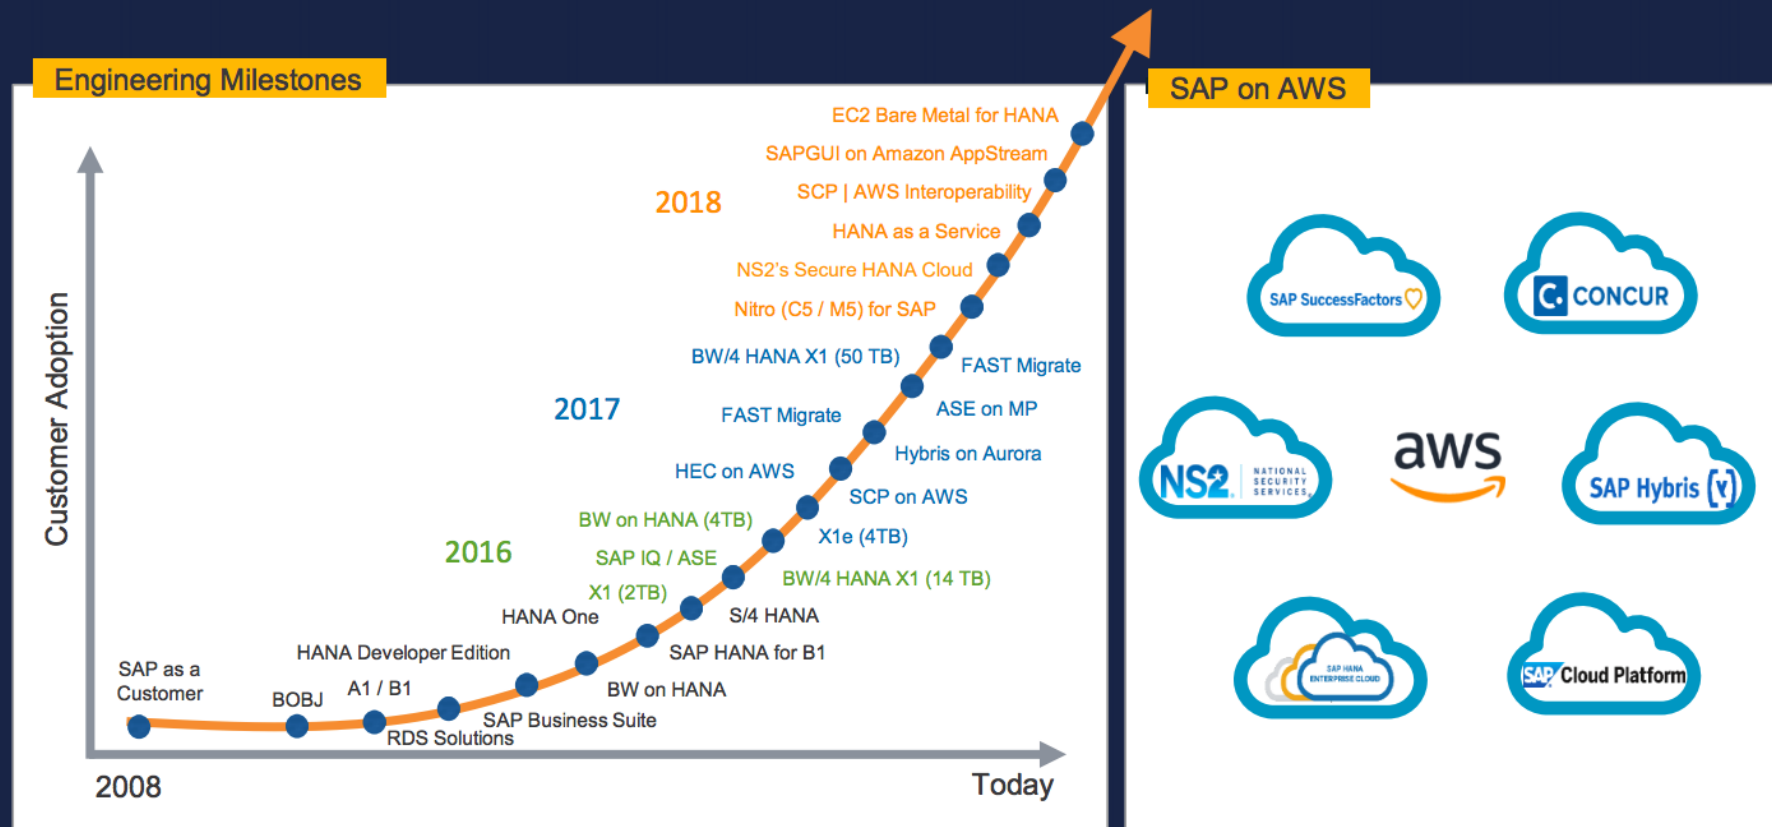 Engineering Milestones
SAP on AWS
EC2 Bare Metal for HANA
SAPGUI on Amazon AppStream
2018
SCP | AWS Interoperability
HANA as a Service
NS2's Secure HANA Cloud
Nitro (C5 / M5) for SAP
BW/4 HANA X1 (50 TB)
FAST Migrate
2017
FAST Migrate
ASE on MP
HEC on AWS
Hybris on Aurora
SCP on AWS
BW on HANA (4TB)
X1e (4TB)
2016
SAP IQ / ASE
BW/4 HANA X1 (14 TB)
X1 (2TB)
HANA One
S/4 HANA
HANA Developer Edition
SAP HANA for B1
SAP as a
Customer
BOBJ
A1 / B1
BW on HANA
SAP Business Suite
RDS Solutions
Customer Adoption
2008
Today
SAP SuccessFactors
C. CONCUR
NS2
NATIONAL
SECURITY
SERVICES
aws
SAP Hybris (Y)
SAP HANA
ENTERPRISE CLOUD
SAP Cloud Platform